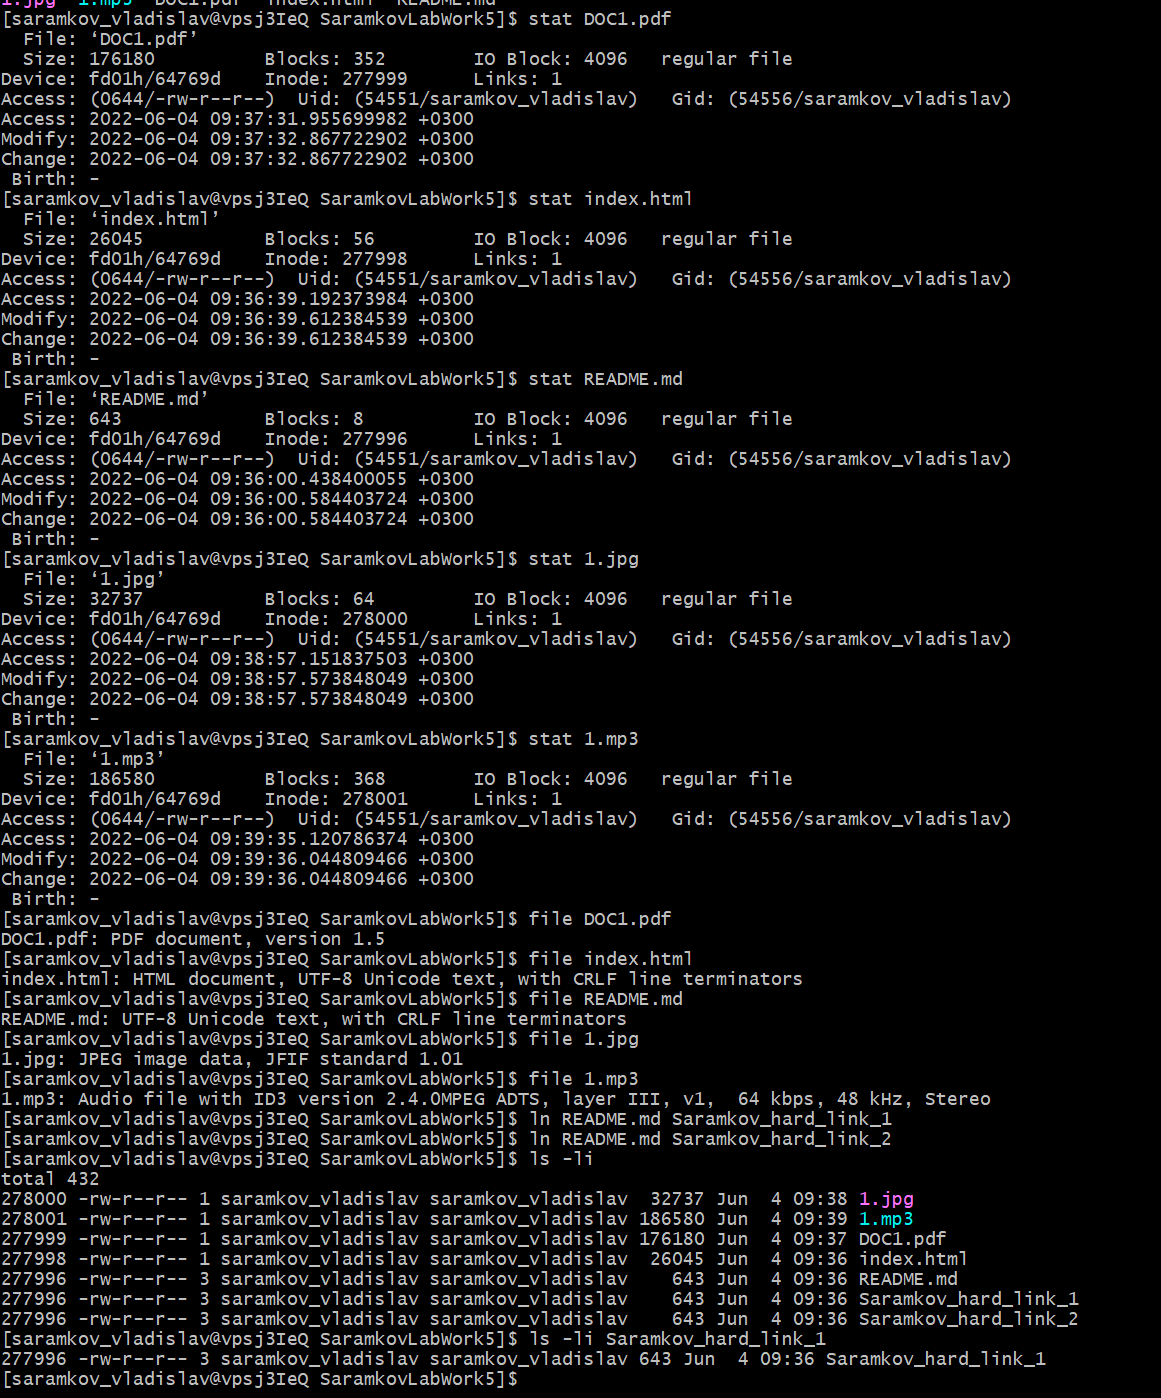 1.jpg  1.mp3  DOC1.pdf  index.html  README.md
[saramkov_vladislav@vpsj3IeQ SaramkovLabWork5]$ stat DOC1.pdf
  File: ‘DOC1.pdf’
  Size: 176180          Blocks: 352        IO Block: 4096   regular file
Device: fd01h/64769d    Inode: 277999      Links: 1
Access: (0644/-rw-r--r--)  Uid: (54551/saramkov_vladislav)   Gid: (54556/saramkov_vladislav)
Access: 2022-06-04 09:37:31.955699982 +0300
Modify: 2022-06-04 09:37:32.867722902 +0300
Change: 2022-06-04 09:37:32.867722902 +0300
 Birth: -
[saramkov_vladislav@vpsj3IeQ SaramkovLabWork5]$ stat index.html
  File: ‘index.html’
  Size: 26045           Blocks: 56         IO Block: 4096   regular file
Device: fd01h/64769d    Inode: 277998      Links: 1
Access: (0644/-rw-r--r--)  Uid: (54551/saramkov_vladislav)   Gid: (54556/saramkov_vladislav)
Access: 2022-06-04 09:36:39.192373984 +0300
Modify: 2022-06-04 09:36:39.612384539 +0300
Change: 2022-06-04 09:36:39.612384539 +0300
 Birth: -
[saramkov_vladislav@vpsj3IeQ SaramkovLabWork5]$ stat README.md
  File: ‘README.md’
  Size: 643             Blocks: 8          IO Block: 4096   regular file
Device: fd01h/64769d    Inode: 277996      Links: 1
Access: (0644/-rw-r--r--)  Uid: (54551/saramkov_vladislav)   Gid: (54556/saramkov_vladislav)
Access: 2022-06-04 09:36:00.438400055 +0300
Modify: 2022-06-04 09:36:00.584403724 +0300
Change: 2022-06-04 09:36:00.584403724 +0300
 Birth: -
[saramkov_vladislav@vpsj3IeQ SaramkovLabWork5]$ stat 1.jpg
  File: ‘1.jpg’
  Size: 32737           Blocks: 64         IO Block: 4096   regular file
Device: fd01h/64769d    Inode: 278000      Links: 1
Access: (0644/-rw-r--r--)  Uid: (54551/saramkov_vladislav)   Gid: (54556/saramkov_vladislav)
Access: 2022-06-04 09:38:57.151837503 +0300
Modify: 2022-06-04 09:38:57.573848049 +0300
Change: 2022-06-04 09:38:57.573848049 +0300
 Birth: -
[saramkov_vladislav@vpsj3IeQ SaramkovLabWork5]$ stat 1.mp3
  File: ‘1.mp3’
  Size: 186580          Blocks: 368        IO Block: 4096   regular file
Device: fd01h/64769d    Inode: 278001      Links: 1
Access: (0644/-rw-r--r--)  Uid: (54551/saramkov_vladislav)   Gid: (54556/saramkov_vladislav)
Access: 2022-06-04 09:39:35.120786374 +0300
Modify: 2022-06-04 09:39:36.044809466 +0300
Change: 2022-06-04 09:39:36.044809466 +0300
 Birth: -
[saramkov_vladislav@vpsj3IeQ SaramkovLabWork5]$ file DOC1.pdf
DOC1.pdf: PDF document, version 1.5
[saramkov_vladislav@vpsj3IeQ SaramkovLabWork5]$ file index.html
index.html: HTML document, UTF-8 Unicode text, with CRLF line terminators
[saramkov_vladislav@vpsj3IeQ SaramkovLabWork5]$ file README.md
README.md: UTF-8 Unicode text, with CRLF line terminators
[saramkov_vladislav@vpsj3IeQ SaramkovLabWork5]$ file 1.jpg
1.jpg: JPEG image data, JFIF standard 1.01
[saramkov_vladislav@vpsj3IeQ SaramkovLabWork5]$ file 1.mp3
1.mp3: Audio file with ID3 version 2.4.0MPEG ADTS, layer III, v1,  64 kbps, 48 kHz, Stereo
[saramkov_vladislav@vpsj3IeQ SaramkovLabWork5]$ ln README.md Saramkov_hard_link_1
[saramkov_vladislav@vpsj3IeQ SaramkovLabWork5]$ ln README.md Saramkov_hard_link_2
[saramkov_vladislav@vpsj3IeQ SaramkovLabWork5]$ ls -li
total 432
278000 -rw-r--r-- 1 saramkov_vladislav saramkov_vladislav  32737 Jun  4 09:38 1.jpg
278001 -rw-r--r-- 1 saramkov_vladislav saramkov_vladislav 186580 Jun  4 09:39 1.mp3
277999 -rw-r--r-- 1 saramkov_vladislav saramkov_vladislav 176180 Jun  4 09:37 DOC1.pdf
277998 -rw-r--r-- 1 saramkov_vladislav saramkov_vladislav  26045 Jun  4 09:36 index.html
277996 -rw-r--r-- 3 saramkov_vladislav saramkov_vladislav    643 Jun  4 09:36 README.md
277996 -rw-r--r-- 3 saramkov_vladislav saramkov_vladislav    643 Jun  4 09:36 Saramkov_hard_link_1
277996 -rw-r--r-- 3 saramkov_vladislav saramkov_vladislav    643 Jun  4 09:36 Saramkov_hard_link_2
[saramkov_vladislav@vpsj3IeQ SaramkovLabWork5]$ ls -li Saramkov_hard_link_1
277996 -rw-r--r-- 3 saramkov_vladislav saramkov_vladislav 643 Jun  4 09:36 Saramkov_hard_link_1
[saramkov_vladislav@vpsj3IeQ SaramkovLabWork5]$